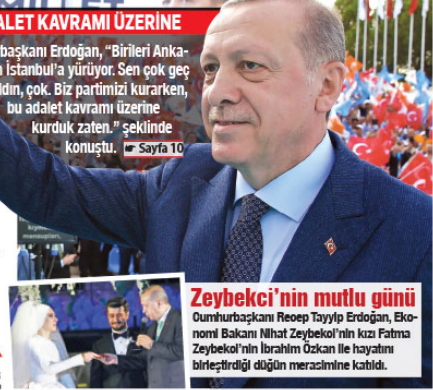 ALET KAVRAMI ÜZERİNE
başkanı Erdoğan, “Birileri Anka-
n İstanbul’a yürüyor. Sen çok geç
ldın, çok. Biz partimizi kurarken,
bu adalet kavramı üzerine
kurduk zaten.” şeklinde
konuştu. ☛ Sayfa 10
Zeybekci’nin mutlu günü
Cumhurbaşkanı Recep Tayyip Erdoğan, Eko-
nomi Bakanı Nihat Zeybekci’nin kızı Fatma
Zeybekci’nin İbrahim Özkan ile hayatını
birleştirdiği düğün merasimine katıldı.